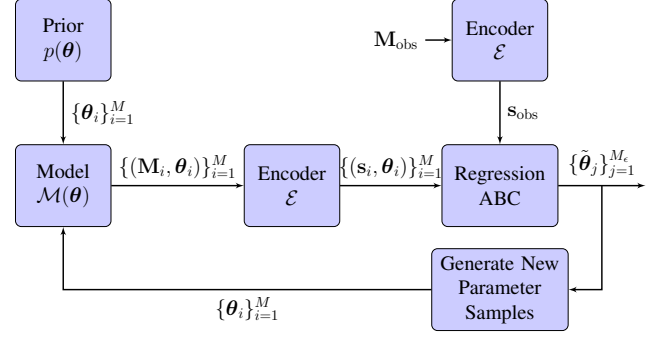 Prior
p(θ)
M_obs
Encoder
ℰ
{θ_i}_{i=1}^M
s_obs
Model
ℳ(θ)
{(M_i, θ_i)}_{i=1}^M
Encoder
ℰ
{(s_i, θ_i)}_{i=1}^M
Regression
ABC
{θ̃_j}_{j=1}^{M_ϵ}
Generate New
Parameter
Samples
{θ_i}_{i=1}^M